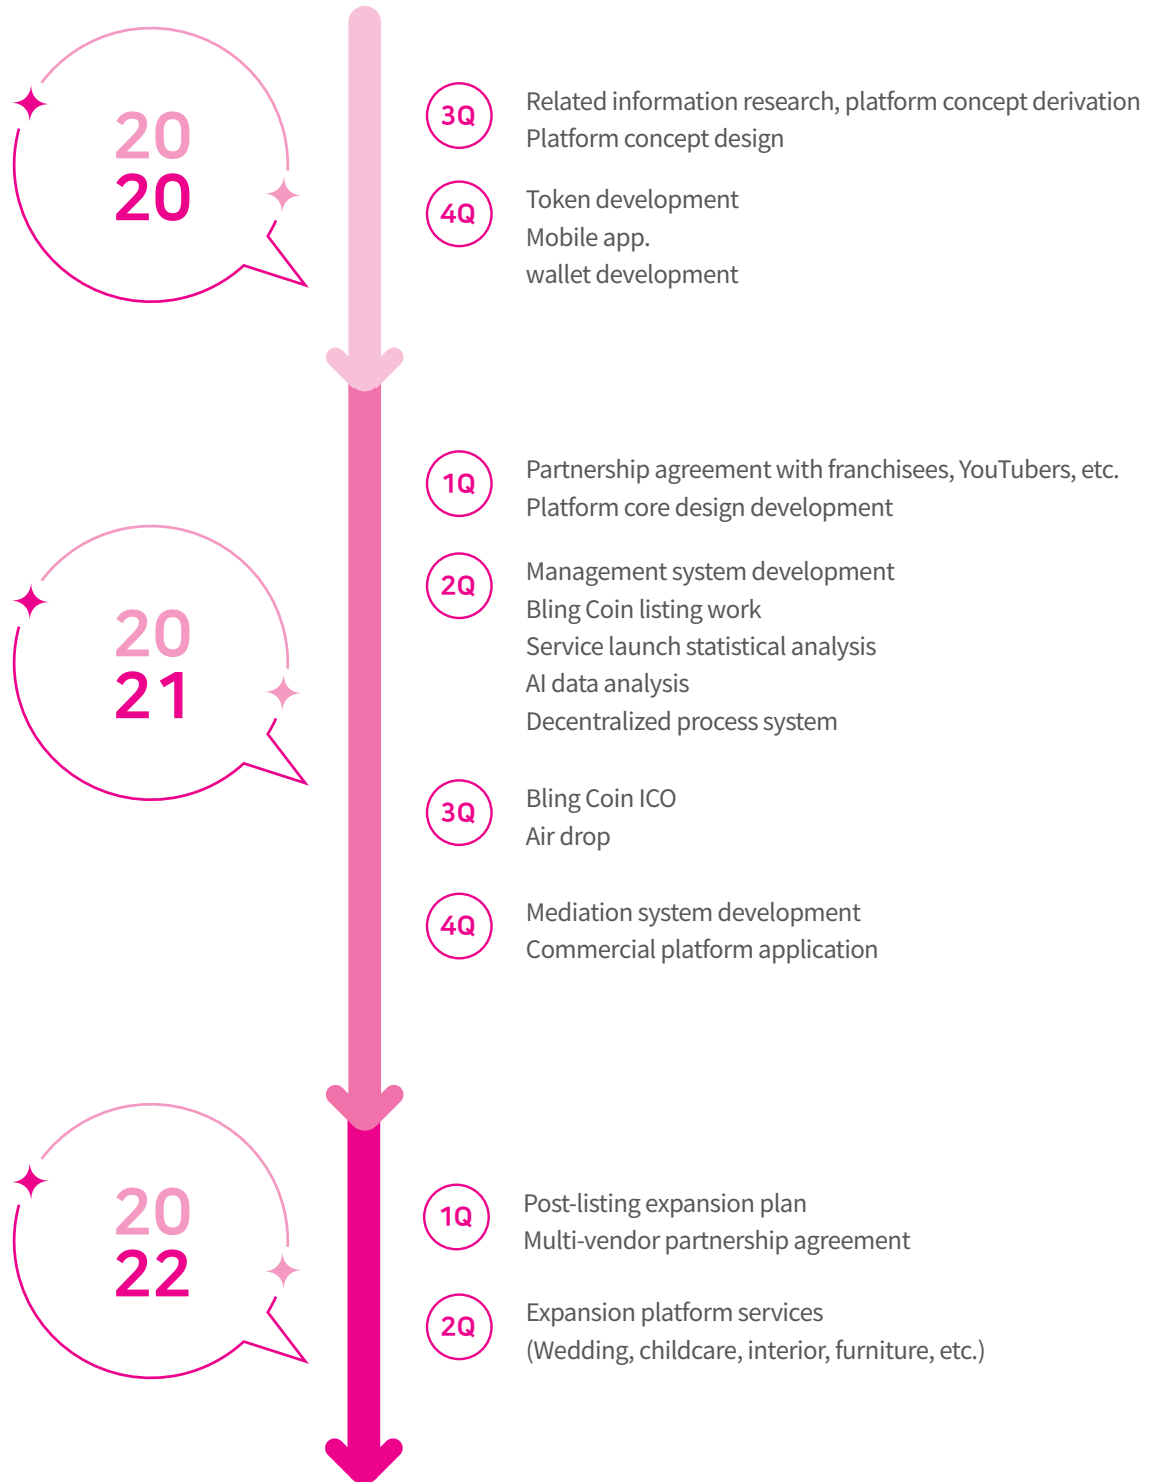 20
20
3Q
Related information research, platform concept derivation
Platform concept design
4Q
Token development
Mobile app.
wallet development
20
21
1Q
Partnership agreement with franchisees, YouTubers, etc.
Platform core design development
2Q
Management system development
Bling Coin listing work
Service launch statistical analysis
AI data analysis
Decentralized process system
3Q
Bling Coin ICO
Air drop
4Q
Mediation system development
Commercial platform application
20
22
1Q
Post-listing expansion plan
Multi-vendor partnership agreement
2Q
Expansion platform services
(Wedding, childcare, interior, furniture, etc.)